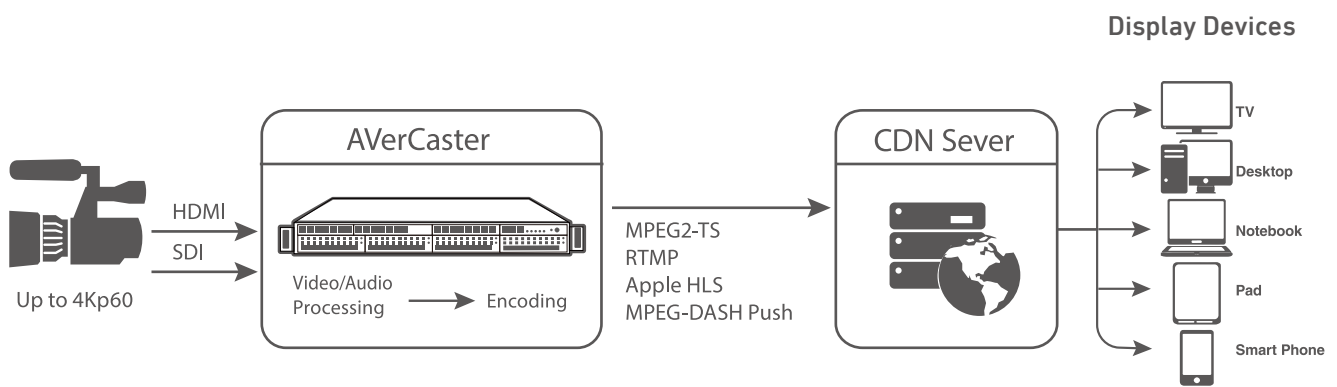 Display Devices
Up to 4Kp60
HDMI
SDI
AVerCaster
Video/Audio
Processing
Encoding
MPEG2-TS
RTMP
Apple HLS
MPEG-DASH Push
CDN Sever
TV
Desktop
Notebook
Pad
Smart Phone